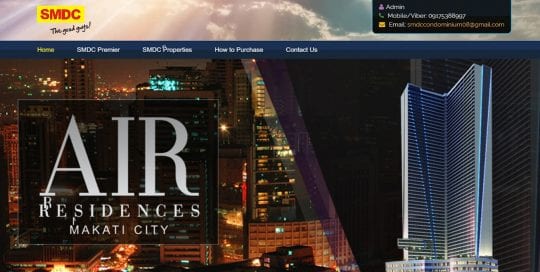 SMDC
The good guys!
Admin
Mobile/Viber: 09175388997
Email: smdccondominium08@gmail.com
Home SMDC Premier SMDC Properties How to Purchase Contact Us
AIR
RESIDENCES
MAKATI CITY